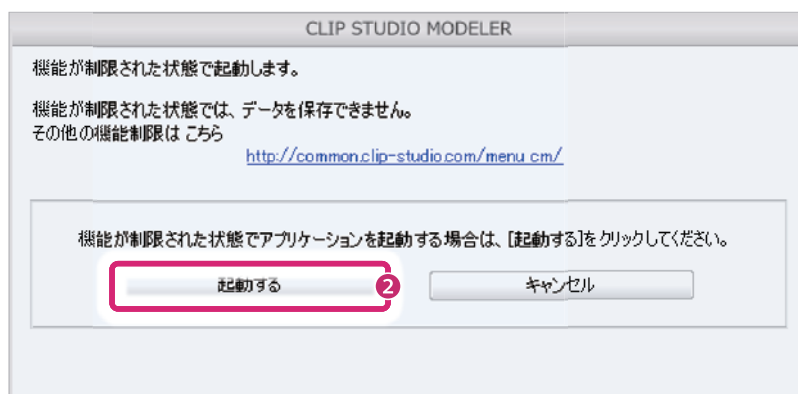 CLIP STUDIO MODELER
機能が制限された状態で起動します。
機能が制限された状態では、データを保存できません。
その他の機能制限は こちら
http://common.clip-studio.com/menu_cm/
機能が制限された状態でアプリケーションを起動する場合は、[起動する]をクリックしてください。
起動する ❷ キャンセル